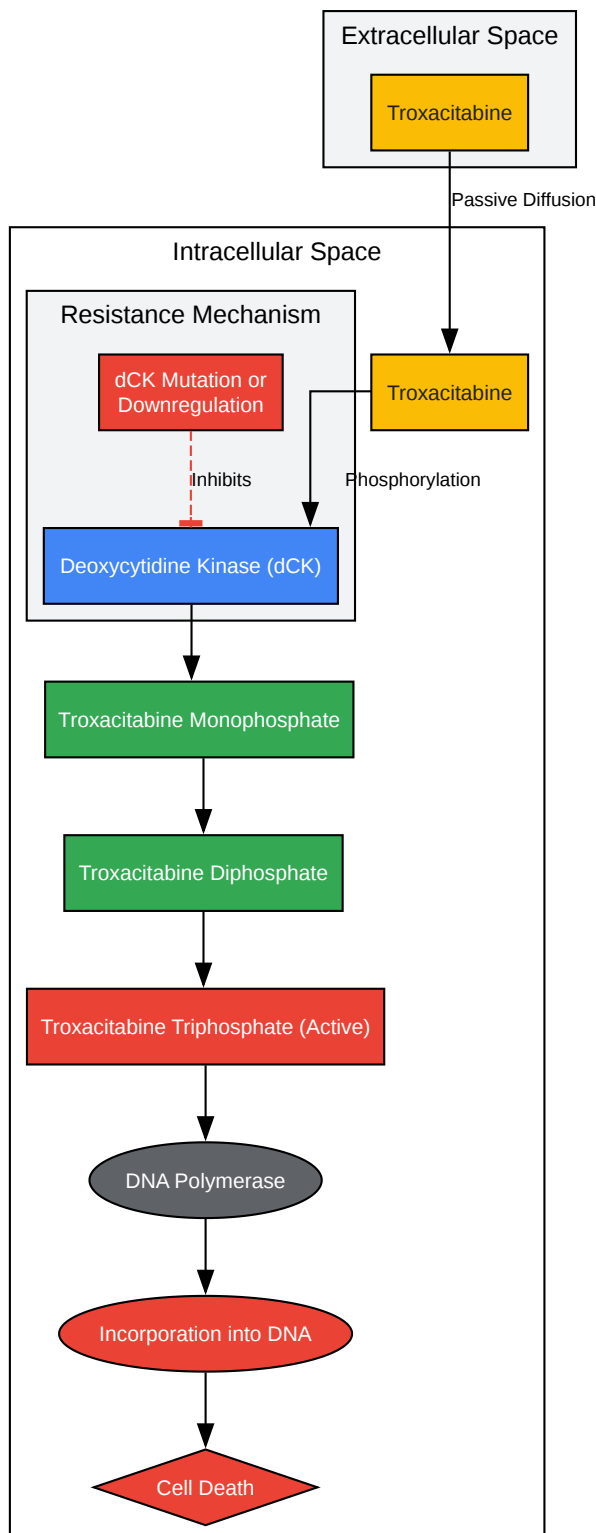 Extracellular Space
Troxacitabine
Passive Diffusion
Intracellular Space
Resistance Mechanism
dCK Mutation or
Downregulation
Troxacitabine
Inhibits
Phosphorylation
Deoxycytidine Kinase (dCK)
Troxacitabine Monophosphate
Troxacitabine Diphosphate
Troxacitabine Triphosphate (Active)
DNA Polymerase
Incorporation into DNA
Cell Death